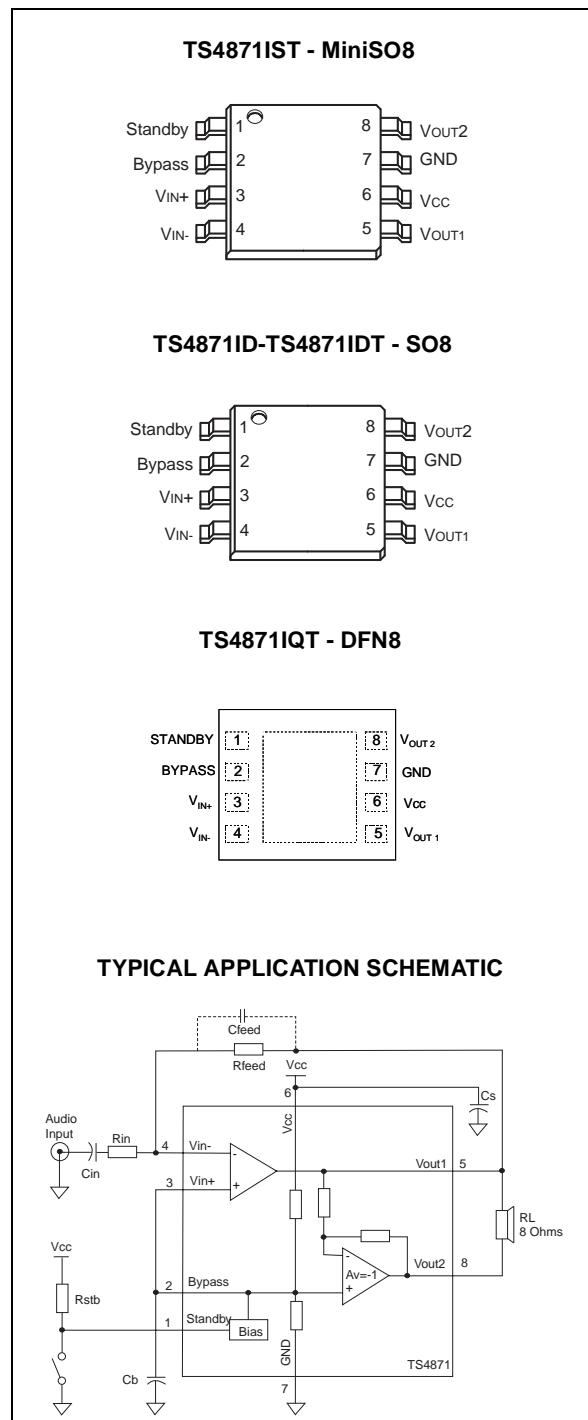 TS4871IST - MiniSO8
Standby 1 8 VOUT2
Bypass 2 7 GND
VIN+ 3 6 VCC
VIN- 4 5 VOUT1
TS4871ID-TS4871IDT - SO8
Standby 1 8 VOUT2
Bypass 2 7 GND
VIN+ 3 6 VCC
VIN- 4 5 VOUT1
TS4871IQT - DFN8
STANDBY 1 8 VOUT 2
BYPASS 2 7 GND
VIN+ 3 6 Vcc
VIN- 4 5 VOUT 1
TYPICAL APPLICATION SCHEMATIC
Cfeed
Rfeed
Vcc
6
Cs
Vcc
Audio
Input
Rin
Cin
4 Vin-
-
Vout1 5
3 Vin+
+
RL
8 Ohms
Vcc
-
Av=-1
+
Vout2 8
Rstb
2 Bypass
1 Standby
Bias
GND
TS4871
Cb
7